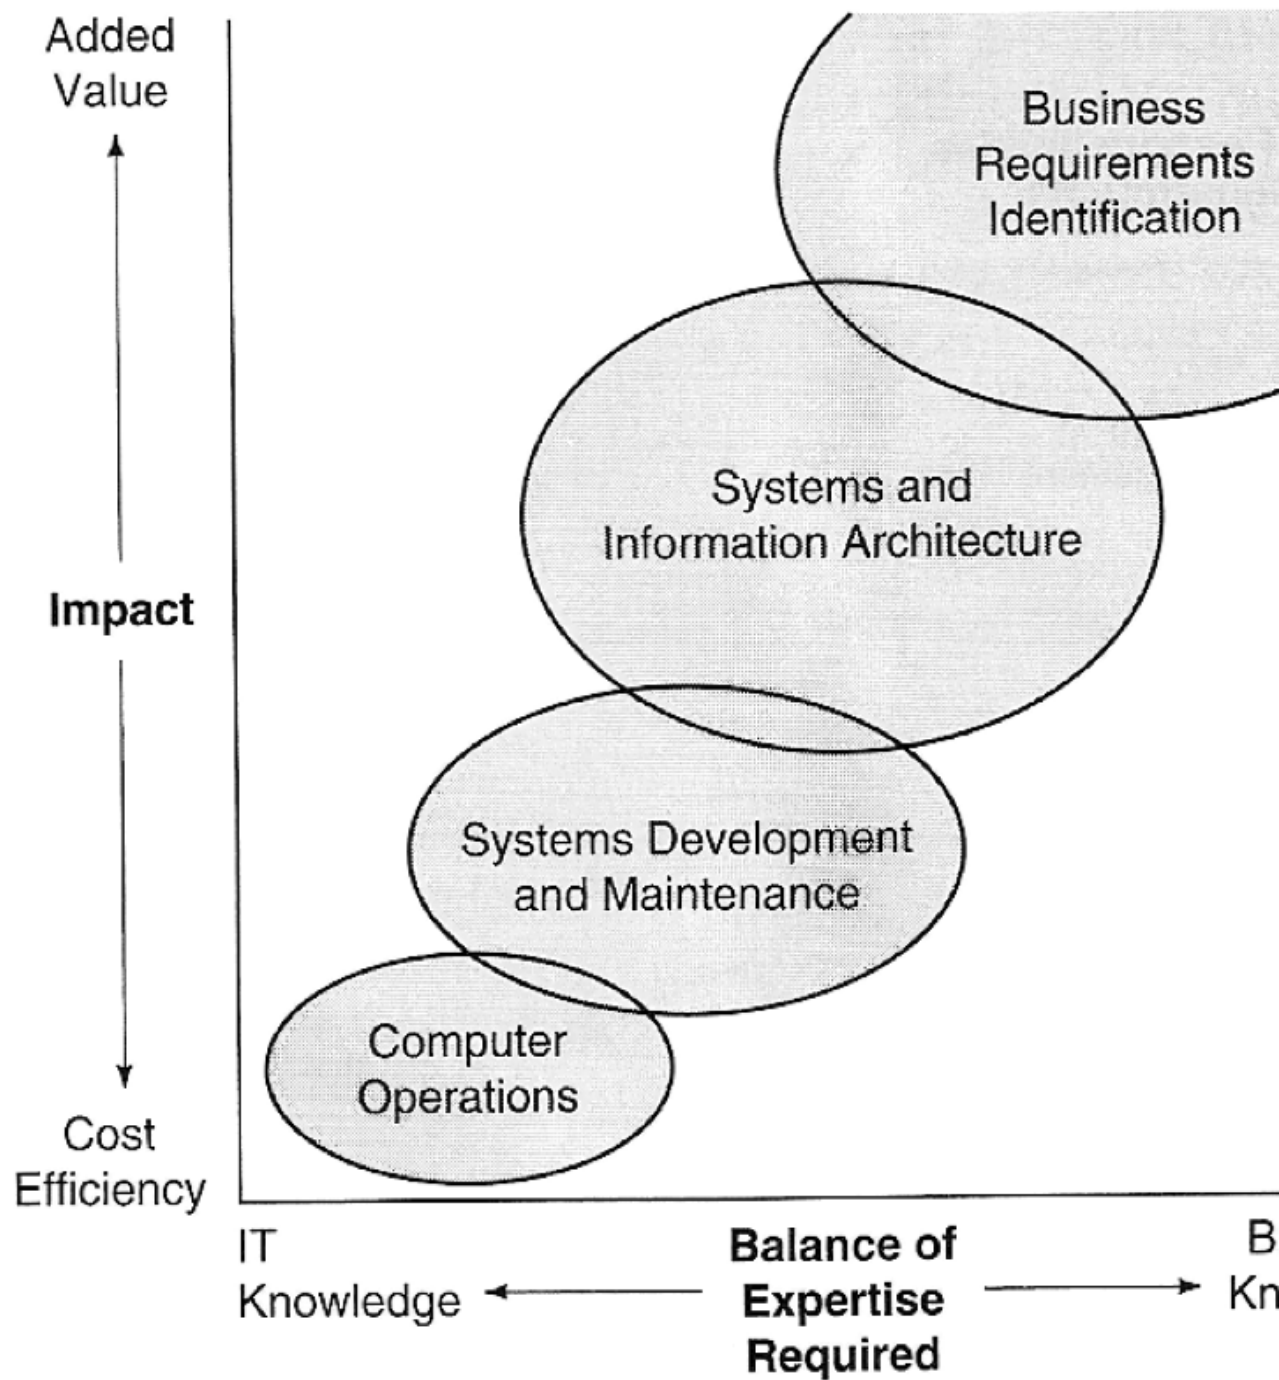 Added
Value
Business
Requirements
Identification
Systems and
Information Architecture
Impact
Systems Development
and Maintenance
Computer
Operations
Cost
Efficiency
IT
Knowledge
Balance of
Expertise
Required